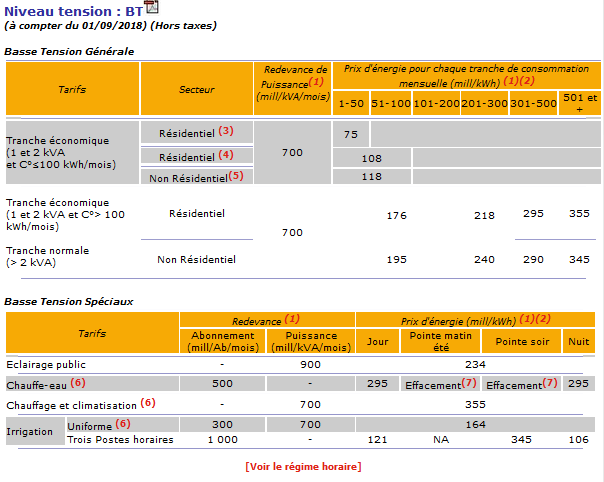 Niveau tension : BT
(à compter du 01/09/2018) (Hors taxes)
Basse Tension Générale
Tarifs Secteur Redevance de Puissance(1) (mill/kVA/mois) Prix d'énergie pour chaque tranche de consommation mensuelle (mill/kWh) (1)(2)
1-50 51-100 101-200 201-300 301-500 501 et +
Tranche économique
(1 et 2 kVA
et C°≤100 kWh/mois)
Résidentiel (3) 700 75
Résidentiel (4) 108
Non Résidentiel(5) 118
Tranche économique
(1 et 2 kVA et C°> 100
kWh/mois)
Résidentiel 700 176 218 295 355
Tranche normale
(> 2 kVA)
Non Résidentiel 195 240 290 345
Basse Tension Spéciaux
Tarifs Redevance (1) Prix d'énergie (mill/kWh) (1)(2)
Abonnement (mill/Ab/mois) Puissance (mill/kVA/mois) Jour Pointe matin été Pointe soir Nuit
Eclairage public - 900 234
Chauffe-eau (6) 500 - 295 Effacement(7) Effacement(7) 295
Chauffage et climatisation (6) - 700 355
Irrigation Uniforme (6) 300 700 164
Trois Postes horaires 1 000 - 121 NA 345 106
[Voir le régime horaire]